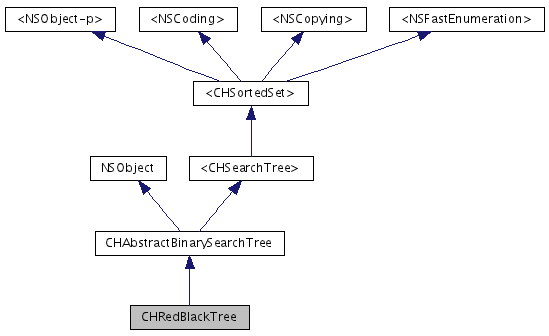 <NSObject-p>
<NSCoding>
<NSCopying>
<NSFastEnumeration>
<CHSortedSet>
NSObject
<CHSearchTree>
CHAbstractBinarySearchTree
CHRedBlackTree